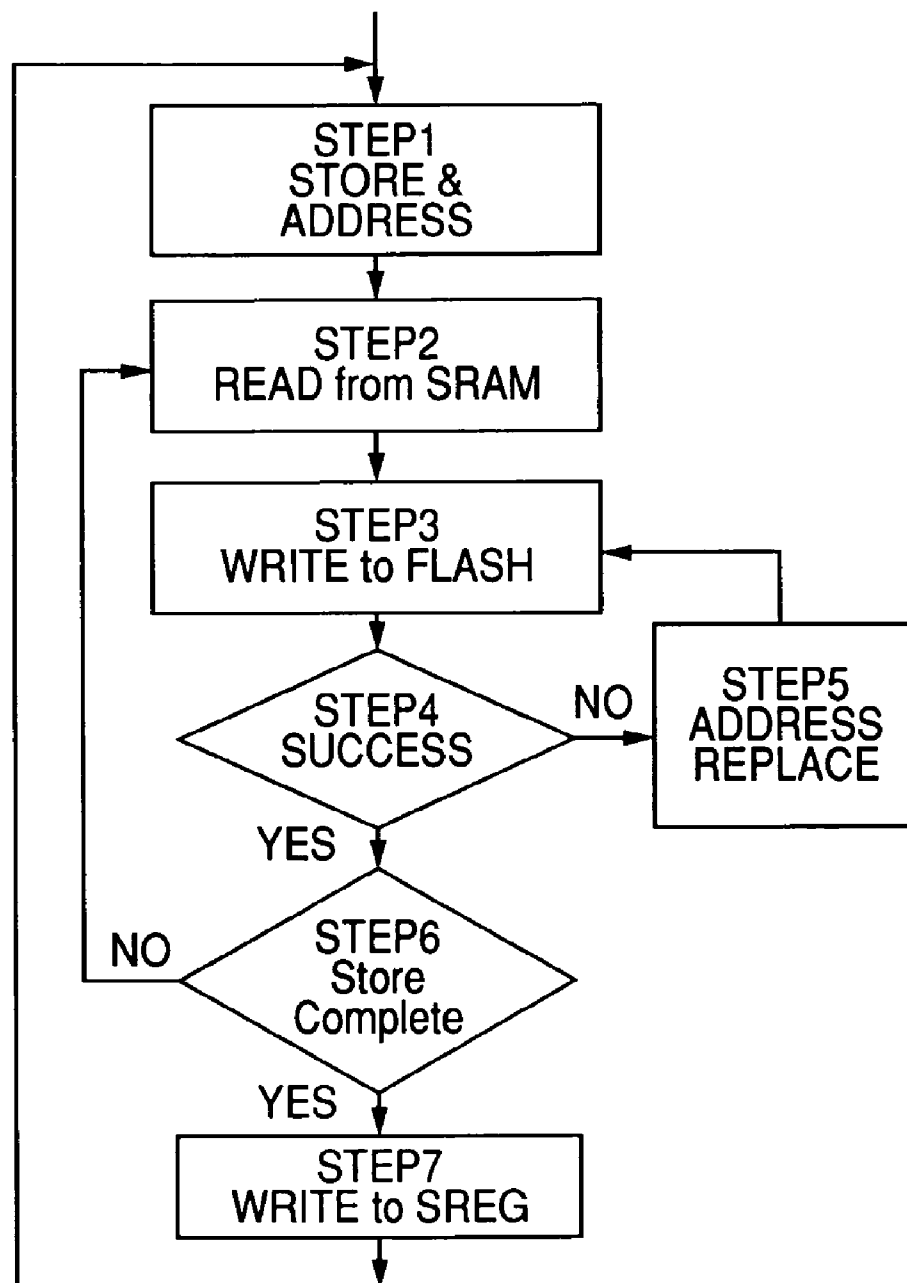 STEP1
STORE &
ADDRESS
STEP2
READ from SRAM
STEP3
WRITE to FLASH
STEP4
SUCCESS
NO
STEP5
ADDRESS
REPLACE
YES
STEP6
Store
Complete
NO
YES
STEP7
WRITE to SREG